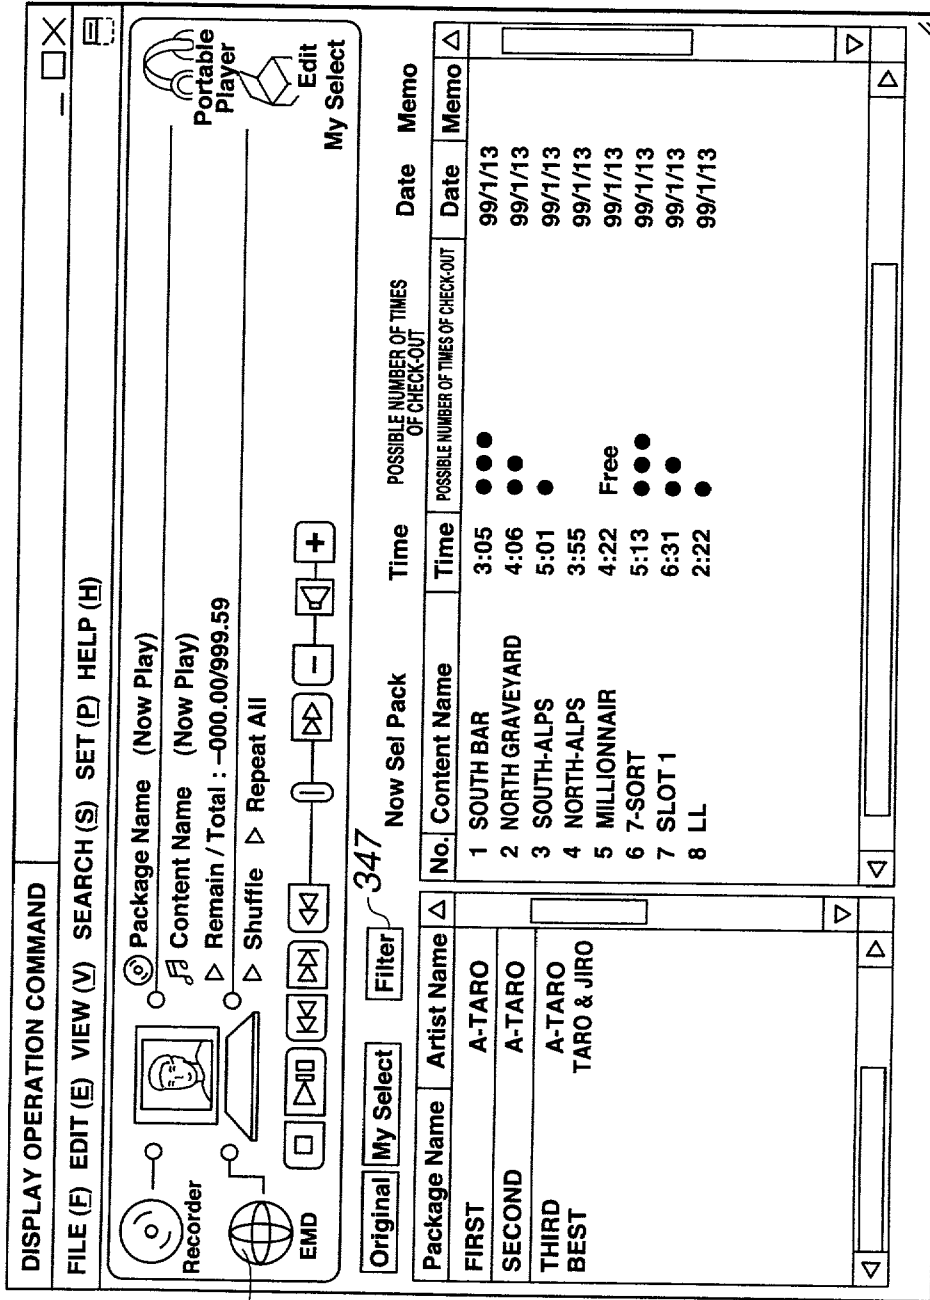 DISPLAY OPERATION COMMAND
FILE (F) EDIT (E) VIEW (V) SEARCH (S) SET (P) HELP (H)
Recorder
EMD
Package Name (Now Play)
Content Name (Now Play)
Remain / Total : –000.00/999.59
Shuffle Repeat All
Portable Player
Edit
My Select
Original My Select Filter 347
Now Sel Pack Time POSSIBLE NUMBER OF TIMES OF CHECK-OUT Date Memo
Package Name Artist Name
FIRST A-TARO
SECOND A-TARO
THIRD A-TARO
BEST TARO & JIRO
No. Content Name Time POSSIBLE NUMBER OF TIMES OF CHECK-OUT Date Memo
1 SOUTH BAR 3:05 ●●● 99/1/13
2 NORTH GRAVEYARD 4:06 ●● 99/1/13
3 SOUTH-ALPS 5:01 ● 99/1/13
4 NORTH-ALPS 3:55 99/1/13
5 MILLIONNAIR 4:22 Free 99/1/13
6 7-SORT 5:13 ●●● 99/1/13
7 SLOT 1 6:31 ●● 99/1/13
8 LL 2:22 ● 99/1/13